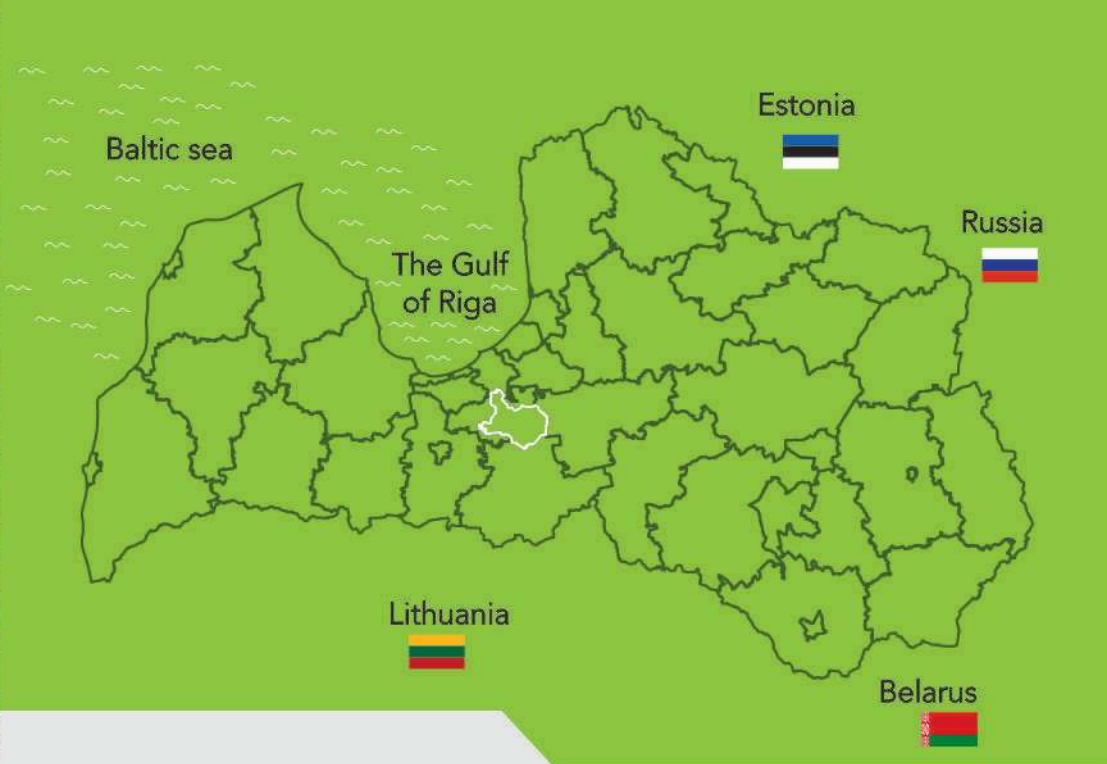 Estonia
Baltic sea
Russia
The Gulf
of Riga
Lithuania
Belarus